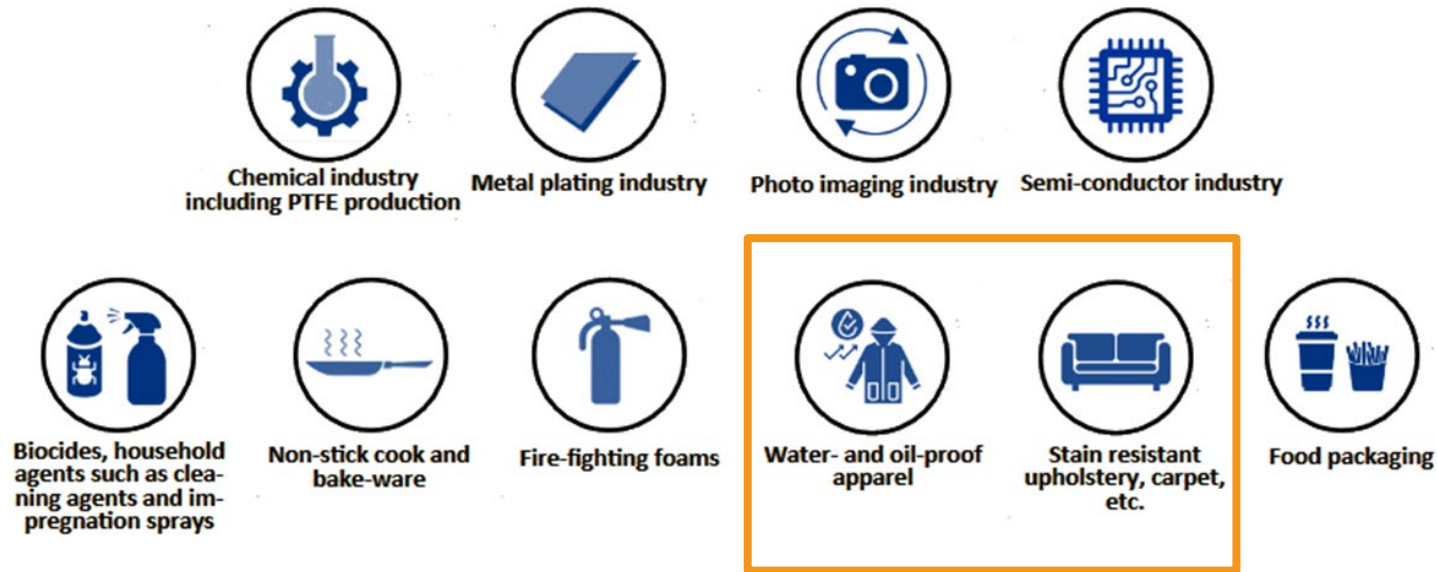 Chemical industry
including PTFE production
Metal plating industry
Photo imaging industry
Semi-conductor industry
Biocides, household
agents such as clea-
ning agents and im-
pregnation sprays
Non-stick cook and
bake-ware
Fire-fighting foams
Water- and oil-proof
apparel
Stain resistant
upholstery, carpet,
etc.
Food packaging